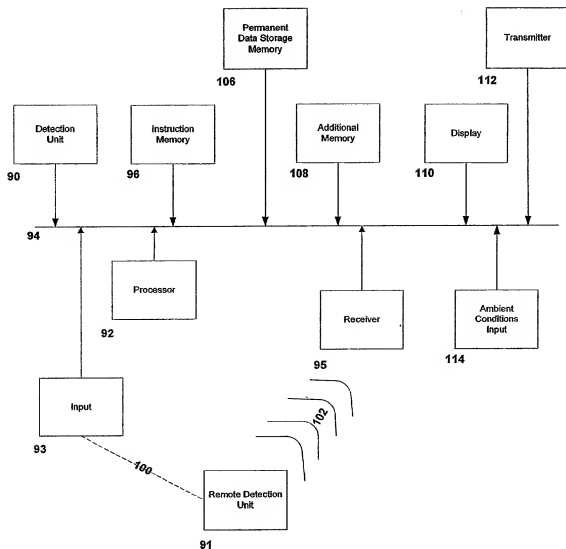 Permanent
Data Storage
Memory
106
Transmitter
112
Detection
Unit
90
Instruction
Memory
96
Additional
Memory
108
Display
110
94
Processor
92
Receiver
95
Ambient
Conditions
Input
114
Input
93
100
102
Remote Detection
Unit
91